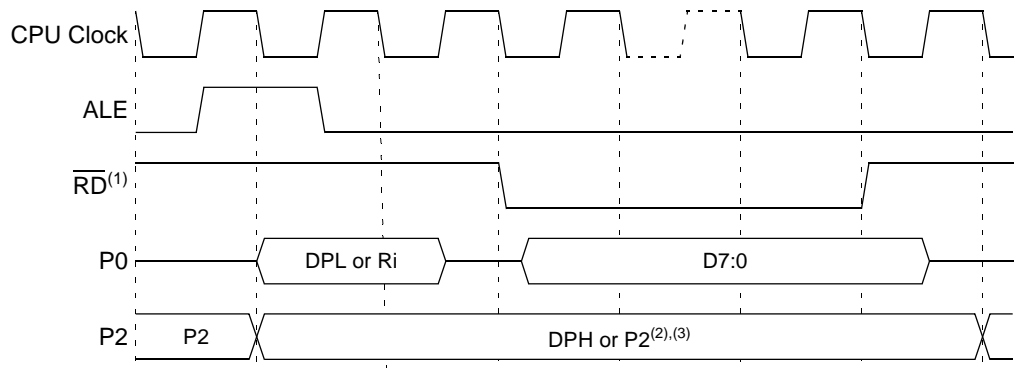 CPU Clock
ALE
RD(1)
P0 DPL or Ri D7:0
P2 P2 DPH or P2(2),(3)